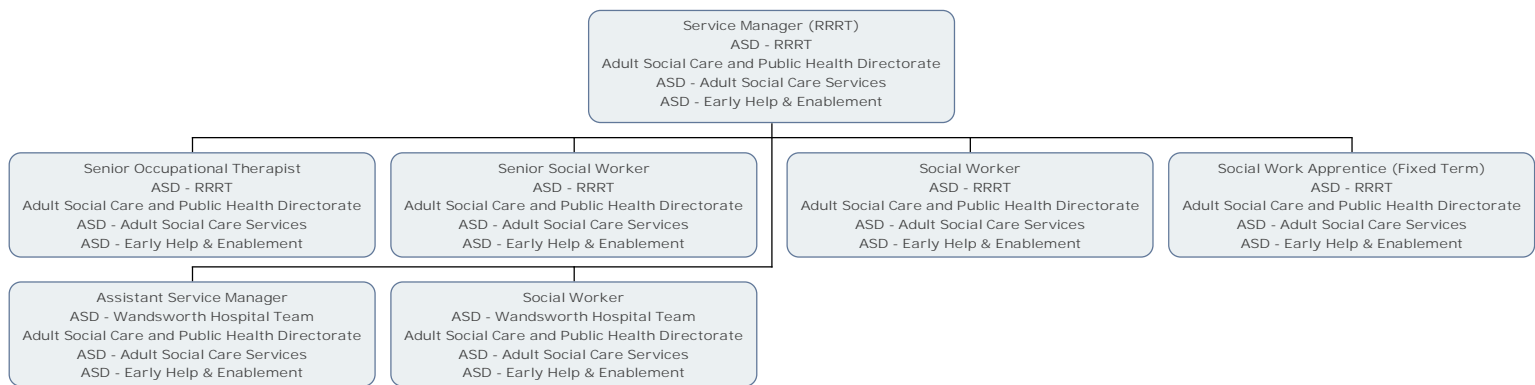 Service Manager (RRRT)
ASD - RRRT
Adult Social Care and Public Health Directorate
ASD - Adult Social Care Services
ASD - Early Help & Enablement
Senior Occupational Therapist
ASD - RRRT
Adult Social Care and Public Health Directorate
ASD - Adult Social Care Services
ASD - Early Help & Enablement
Senior Social Worker
ASD - RRRT
Adult Social Care and Public Health Directorate
ASD - Adult Social Care Services
ASD - Early Help & Enablement
Social Worker
ASD - RRRT
Adult Social Care and Public Health Directorate
ASD - Adult Social Care Services
ASD - Early Help & Enablement
Social Work Apprentice (Fixed Term)
ASD - RRRT
Adult Social Care and Public Health Directorate
ASD - Adult Social Care Services
ASD - Early Help & Enablement
Assistant Service Manager
ASD - Wandsworth Hospital Team
Adult Social Care and Public Health Directorate
ASD - Adult Social Care Services
ASD - Early Help & Enablement
Social Worker
ASD - Wandsworth Hospital Team
Adult Social Care and Public Health Directorate
ASD - Adult Social Care Services
ASD - Early Help & Enablement